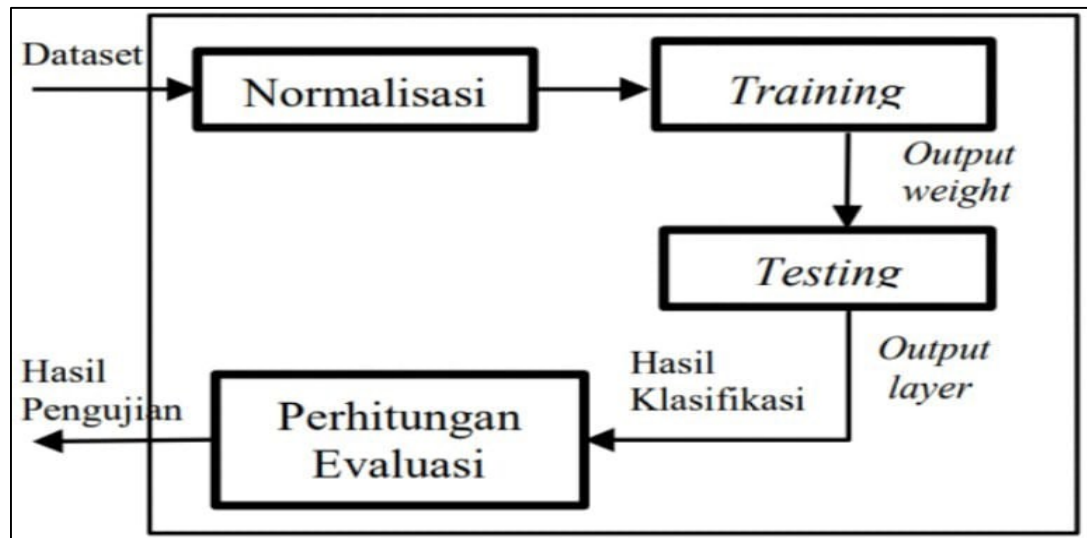 Dataset
Normalisasi
Training
Output
weight
Testing
Output
layer
Hasil
Klasifikasi
Perhitungan
Evaluasi
Hasil
Pengujian